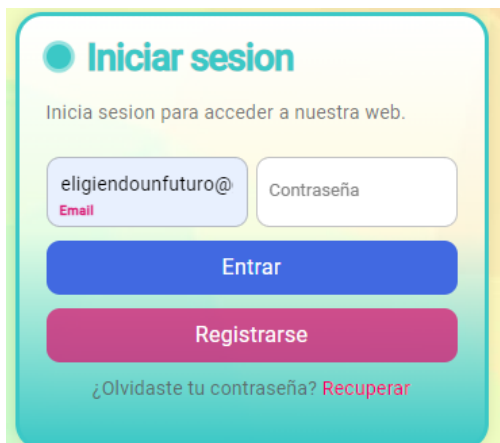 Iniciar sesion
Inicia sesion para acceder a nuestra web.
eligiendounfuturo@
Email
Contraseña
Entrar
Registrarse
¿Olvidaste tu contraseña? Recuperar